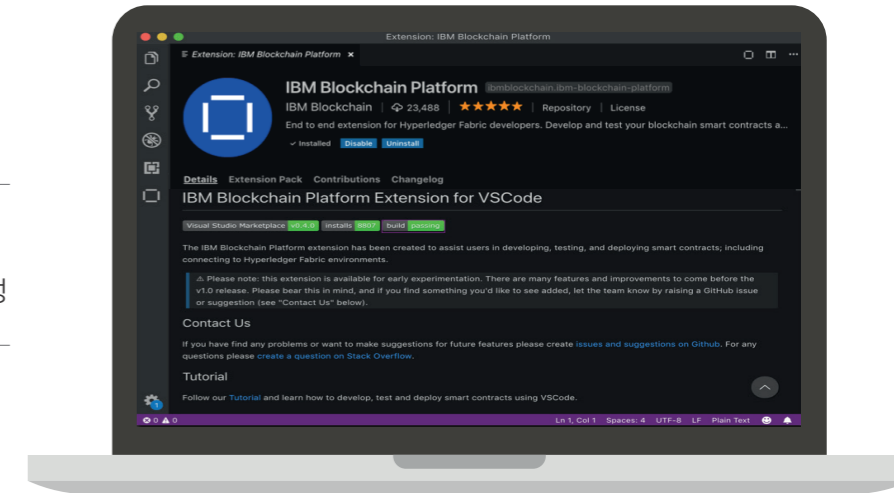 Extension: IBM Blockchain Platform
Extension: IBM Blockchain Platform ×
IBM Blockchain Platform ibmblockchain.ibm-blockchain-platform
IBM Blockchain | 23,488 | ★★★★★ | Repository | License
End to end extension for Hyperledger Fabric developers. Develop and test your blockchain smart contracts a...
✓ Installed Disable Uninstall
Details Extension Pack Contributions Changelog
IBM Blockchain Platform Extension for VSCode
Visual Studio Marketplace v0.4.0 installs 8807 build passing
The IBM Blockchain Platform extension has been created to assist users in developing, testing, and deploying smart contracts; including
connecting to Hyperledger Fabric environments.
⚠ Please note: this extension is available for early experimentation. There are many features and improvements to come before the
v1.0 release. Please bear this in mind, and if you find something you'd like to see added, let the team know by raising a GitHub issue
or suggestion (see "Contact Us" below).
Contact Us
If you have find any problems or want to make suggestions for future features please create issues and suggestions on Github. For any
questions please create a question on Stack Overflow.
Tutorial
Follow our Tutorial and learn how to develop, test and deploy smart contracts using VSCode.
1
0 ⚠ 0 Ln 1, Col 1 Spaces: 4 UTF-8 LF Plain Text